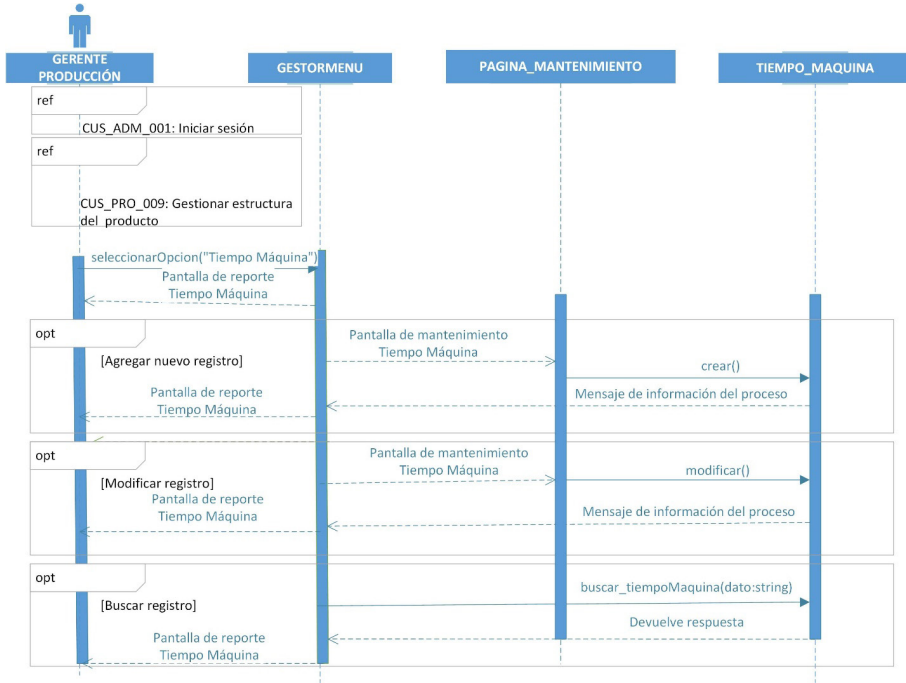 GERENTE
PRODUCCIÓN
GESTORMENU
PAGINA_MANTENIMIENTO
TIEMPO_MAQUINA
ref
CUS_ADM_001: Iniciar sesión
ref
CUS_PRO_009: Gestionar estructura
del producto
seleccionarOpcion("Tiempo Máquina")
Pantalla de reporte
Tiempo Máquina
opt
[Agregar nuevo registro]
Pantalla de mantenimiento
Tiempo Máquina
crear()
Mensaje de información del proceso
Pantalla de reporte
Tiempo Máquina
opt
[Modificar registro]
Pantalla de mantenimiento
Tiempo Máquina
modificar()
Mensaje de información del proceso
Pantalla de reporte
Tiempo Máquina
opt
[Buscar registro]
buscar_tiempoMaquina(dato:string)
Devuelve respuesta
Pantalla de reporte
Tiempo Máquina